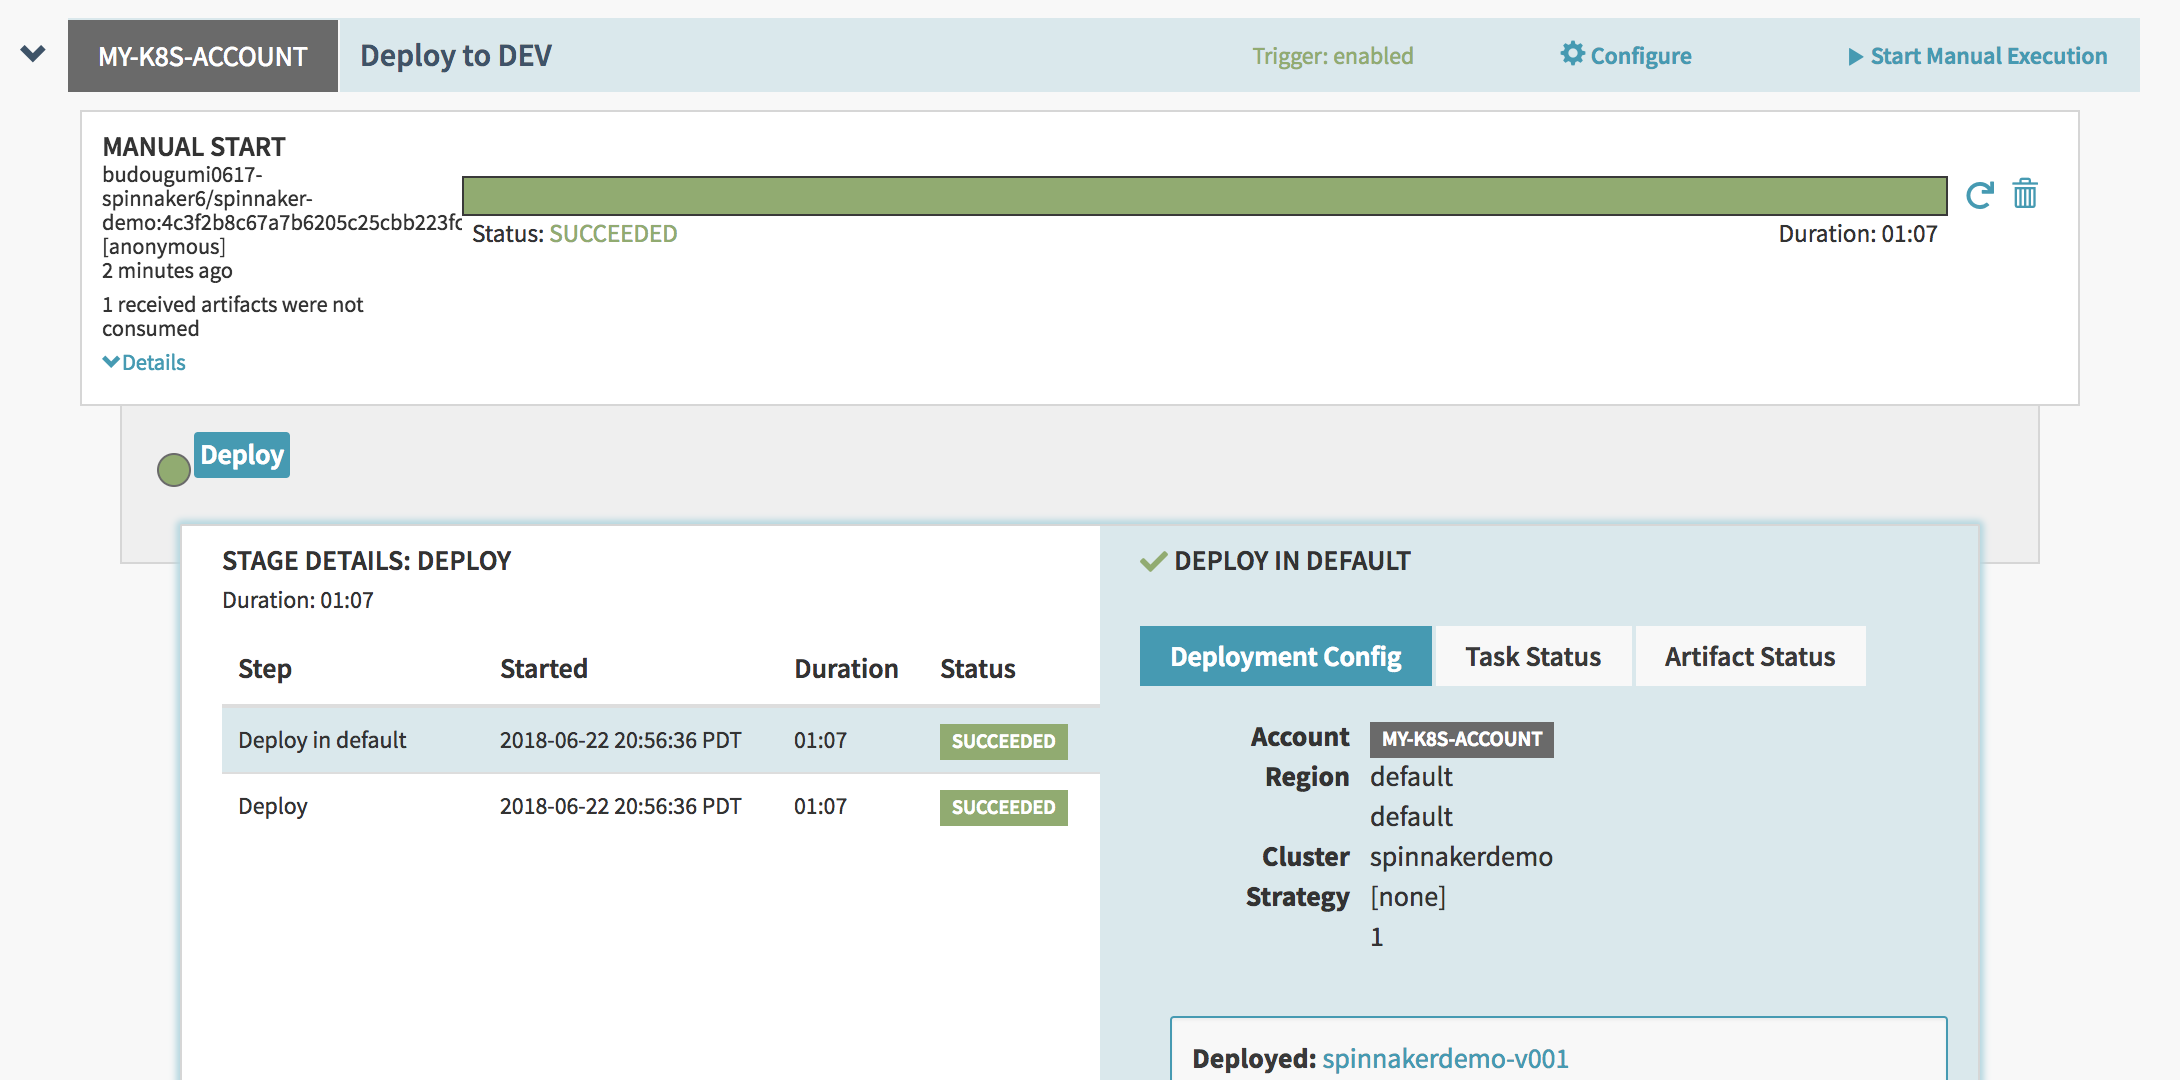 MY-K8S-ACCOUNT Deploy to DEV Trigger: enabled Configure Start Manual Execution
MANUAL START
budougumi0617-
spinnaker6/spinnaker-
demo:4c3f2b8c67a7b6205c25cbb223fc
[anonymous]
2 minutes ago
1 received artifacts were not
consumed
Details
Status: SUCCEEDED Duration: 01:07
Deploy
STAGE DETAILS: DEPLOY
Duration: 01:07
Step Started Duration Status
Deploy in default 2018-06-22 20:56:36 PDT 01:07 SUCCEEDED
Deploy 2018-06-22 20:56:36 PDT 01:07 SUCCEEDED
DEPLOY IN DEFAULT
Deployment Config Task Status Artifact Status
Account MY-K8S-ACCOUNT
Region default
default
Cluster spinnakerdemo
Strategy [none]
1
Deployed: spinnakerdemo-v001